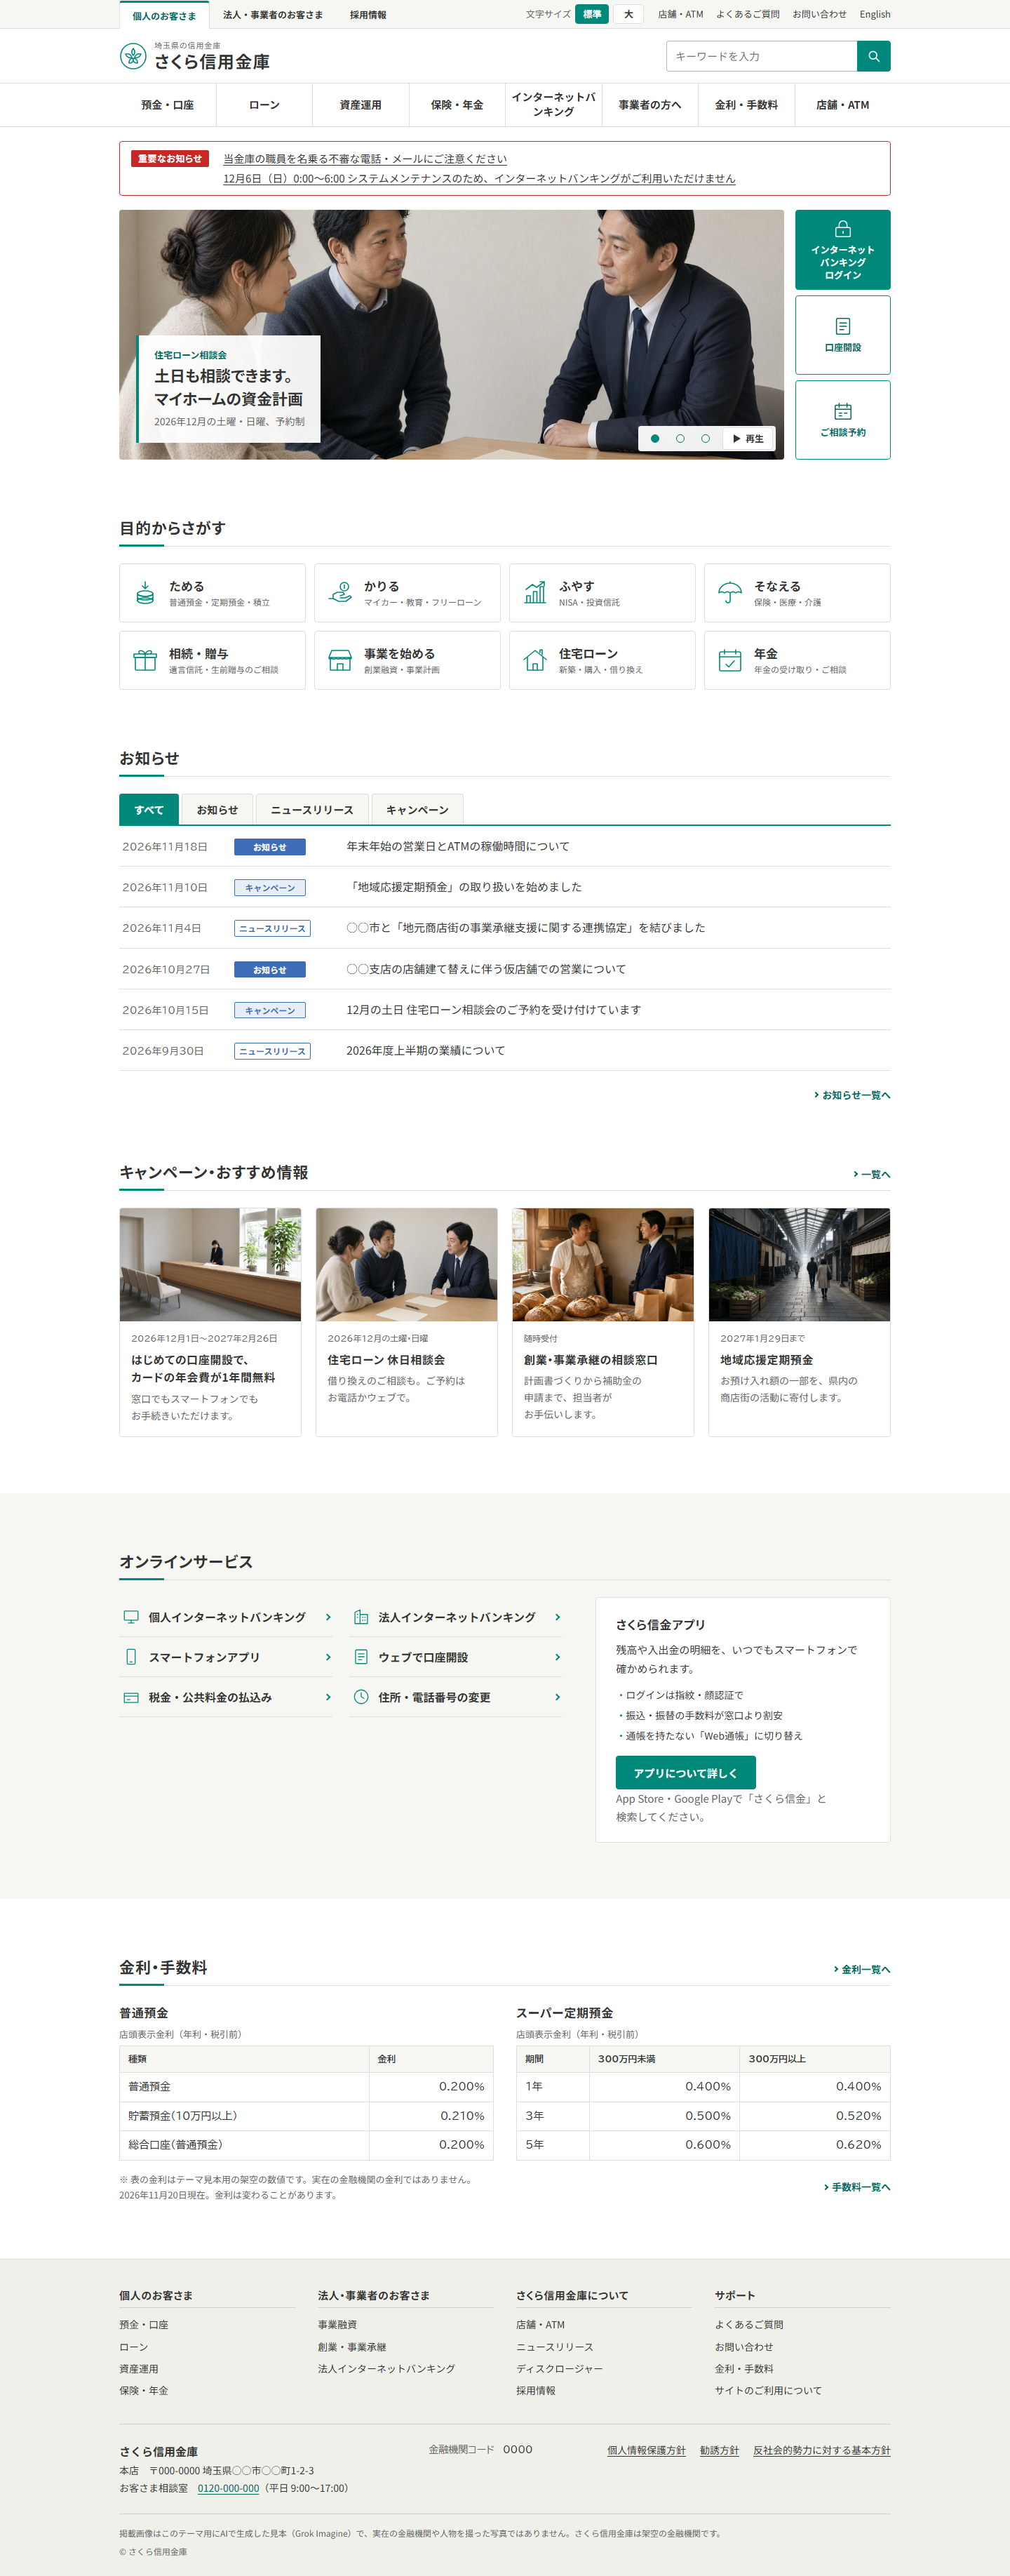 個人のお客さま
法人・事業者のお客さま
採用情報
文字サイズ 標準 大
店舗・ATM
よくあるご質問
お問い合わせ
English
埼玉県の信用金庫
さくら信用金庫
キーワードを入力
預金・口座
ローン
資産運用
保険・年金
インターネットバ
ンキング
事業者の方へ
金利・手数料
店舗・ATM
重要なお知らせ
当金庫の職員を名乗る不審な電話・メールにご注意ください
12月6日（日）0:00〜6:00 システムメンテナンスのため、インターネットバンキングがご利用いただけません
住宅ローン相談会
土日も相談できます。
マイホームの資金計画
2026年12月の土曜・日曜、予約制
再生
インターネット
バンキング
ログイン
口座開設
ご相談予約
目的からさがす
ためる
普通預金・定期預金・積立
かりる
マイカー・教育・フリーローン
ふやす
NISA・投資信託
そなえる
保険・医療・介護
相続・贈与
遺言信託・生前贈与のご相談
事業を始める
創業融資・事業計画
住宅ローン
新築・購入・借り換え
年金
年金の受け取り・ご相談
お知らせ
すべて
お知らせ
ニュースリリース
キャンペーン
2026年11月18日 お知らせ 年末年始の営業日とATMの稼働時間について
2026年11月10日 キャンペーン 「地域応援定期預金」の取り扱いを始めました
2026年11月4日 ニュースリリース 〇〇市と「地元商店街の事業承継支援に関する連携協定」を結びました
2026年10月27日 お知らせ 〇〇支店の店舗建て替えに伴う仮店舗での営業について
2026年10月15日 キャンペーン 12月の土日 住宅ローン相談会のご予約を受け付けています
2026年9月30日 ニュースリリース 2026年度上半期の業績について
お知らせ一覧へ
キャンペーン・おすすめ情報
一覧へ
2026年12月1日〜2027年2月26日
はじめての口座開設で、
カードの年会費が1年間無料
窓口でもスマートフォンでも
お手続きいただけます。
2026年12月の土曜・日曜
住宅ローン 休日相談会
借り換えのご相談も。ご予約は
お電話かウェブで。
随時受付
創業・事業承継の相談窓口
計画書づくりから補助金の
申請まで、担当者が
お手伝いします。
2027年1月29日まで
地域応援定期預金
お預け入れ額の一部を、県内の
商店街の活動に寄付します。
オンラインサービス
個人インターネットバンキング
法人インターネットバンキング
スマートフォンアプリ
ウェブで口座開設
税金・公共料金の払込み
住所・電話番号の変更
さくら信金アプリ
残高や入出金の明細を、いつでもスマートフォンで
確かめられます。
・ログインは指紋・顔認証で
・振込・振替の手数料が窓口より割安
・通帳を持たない「Web通帳」に切り替え
アプリについて詳しく
App Store・Google Playで「さくら信金」と
検索してください。
金利・手数料
金利一覧へ
普通預金
店頭表示金利（年利・税引前）
種類 金利
普通預金 0.200%
貯蓄預金（10万円以上） 0.210%
総合口座（普通預金） 0.200%
スーパー定期預金
店頭表示金利（年利・税引前）
期間 300万円未満 300万円以上
1年 0.400% 0.400%
3年 0.500% 0.520%
5年 0.600% 0.620%
※ 表の金利はテーマ見本用の架空の数値です。実在の金融機関の金利ではありません。
2026年11月20日現在。金利は変わることがあります。
手数料一覧へ
個人のお客さま
預金・口座
ローン
資産運用
保険・年金
法人・事業者のお客さま
事業融資
創業・事業承継
法人インターネットバンキング
さくら信用金庫について
店舗・ATM
ニュースリリース
ディスクロージャー
採用情報
サポート
よくあるご質問
お問い合わせ
金利・手数料
サイトのご利用について
さくら信用金庫
本店 〒000-0000 埼玉県〇〇市〇〇町1-2-3
お客さま相談室 0120-000-000（平日 9:00〜17:00）
金融機関コード 0000
個人情報保護方針
勧誘方針
反社会的勢力に対する基本方針
掲載画像はこのテーマ用にAIで生成した見本（Grok Imagine）で、実在の金融機関や人物を撮った写真ではありません。さくら信用金庫は架空の金融機関です。
© さくら信用金庫